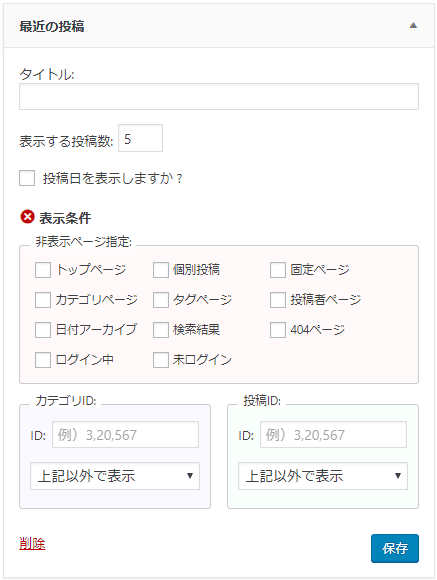 最近の投稿
タイトル:
表示する投稿数: 5
投稿日を表示しますか ?
表示条件
非表示ページ指定:
トップページ 個別投稿 固定ページ
カテゴリページ タグページ 投稿者ページ
日付アーカイブ 検索結果 404ページ
ログイン中 未ログイン
カテゴリID: 投稿ID:
ID: 例）3,20,567 ID: 例）3,20,567
上記以外で表示 上記以外で表示
削除 保存